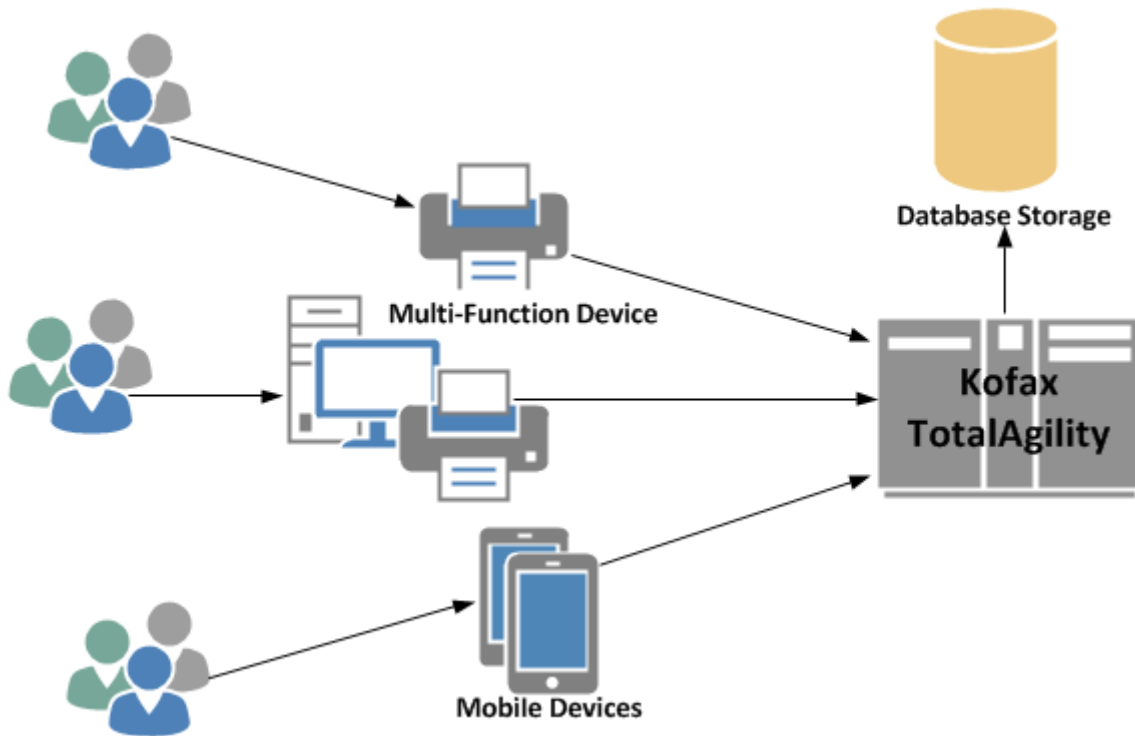 Database Storage
Multi-Function Device
Kofax
TotalAgility
Mobile Devices